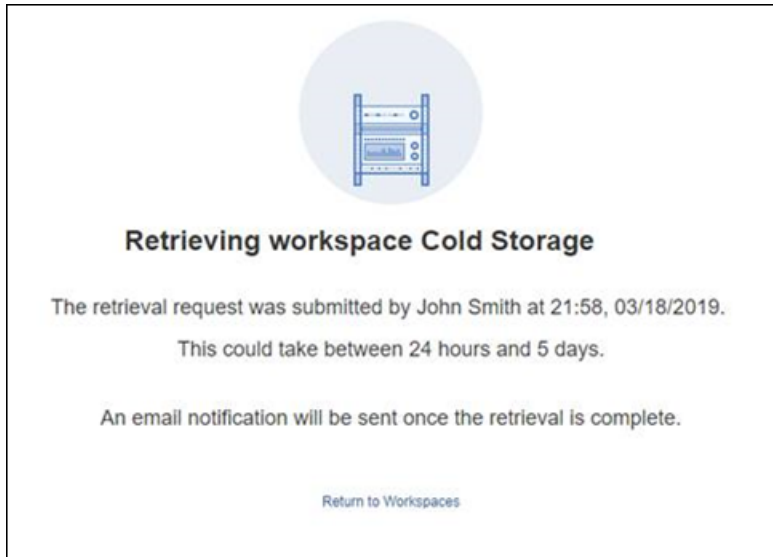 Retrieving workspace Cold Storage
The retrieval request was submitted by John Smith at 21:58, 03/18/2019.
This could take between 24 hours and 5 days.
An email notification will be sent once the retrieval is complete.
Return to Workspaces